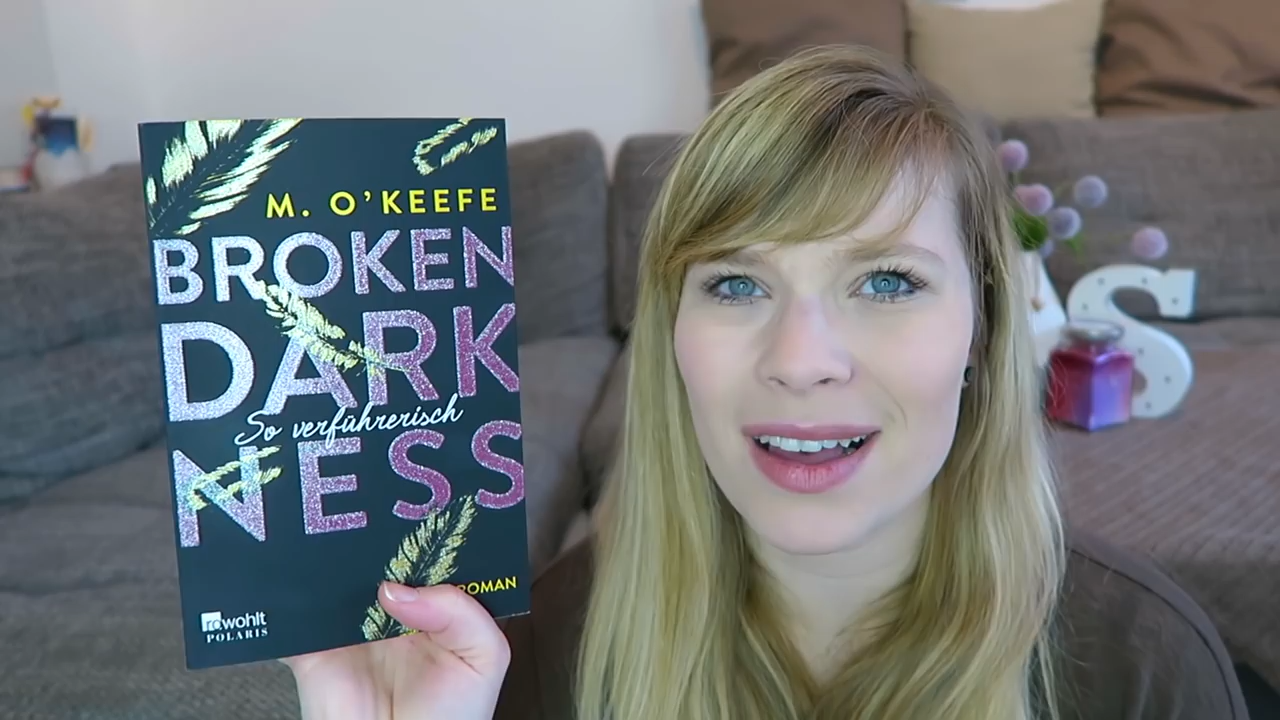 M. O'KEEFE
BROKEN
DARK
So verführerisch
NESS
ROMAN
rowohlt
POLARIS
S